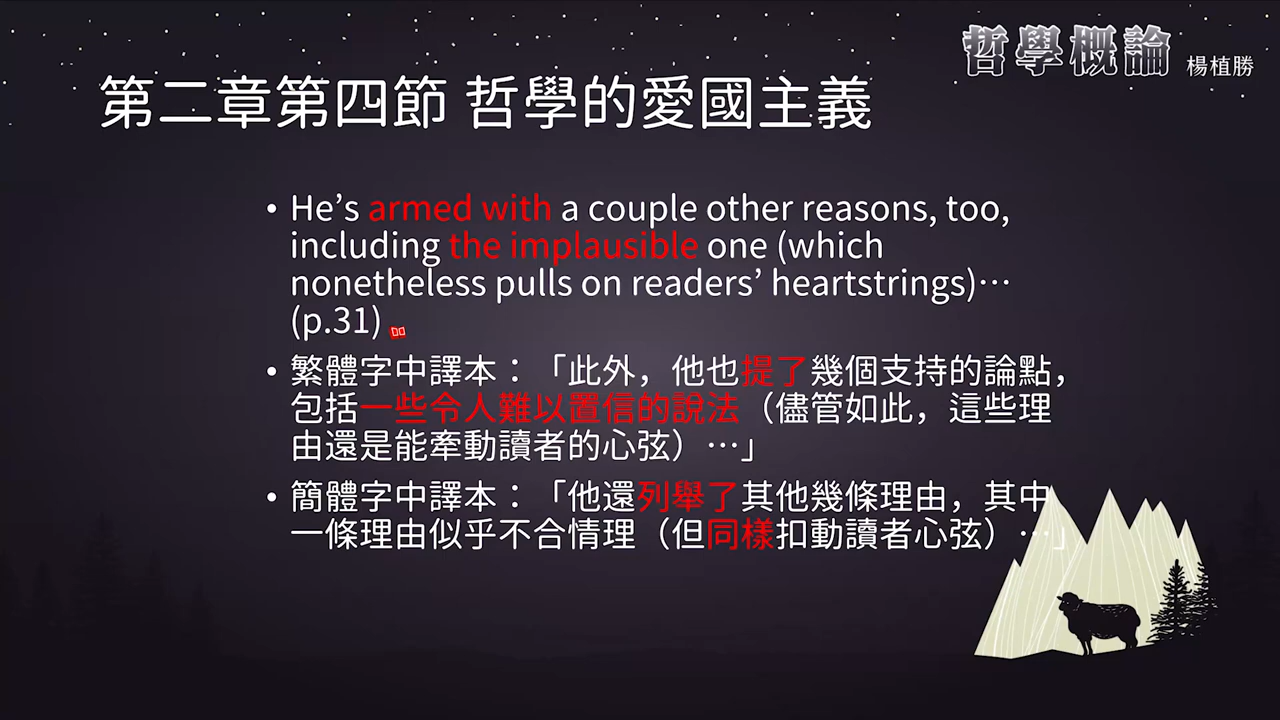 哲學概論 楊植勝
第二章第四節 哲學的愛國主義
• He’s armed with a couple other reasons, too,
including the implausible one (which
nonetheless pulls on readers’ heartstrings)⋯
(p.31)
• 繁體字中譯本：「此外，他也提了幾個支持的論點，
包括一些令人難以置信的說法（儘管如此，這些理
由還是能牽動讀者的心弦）⋯」
• 簡體字中譯本：「他還列舉了其他幾條理由，其中
一條理由似乎不合情理（但同樣扣動讀者心弦）⋯」